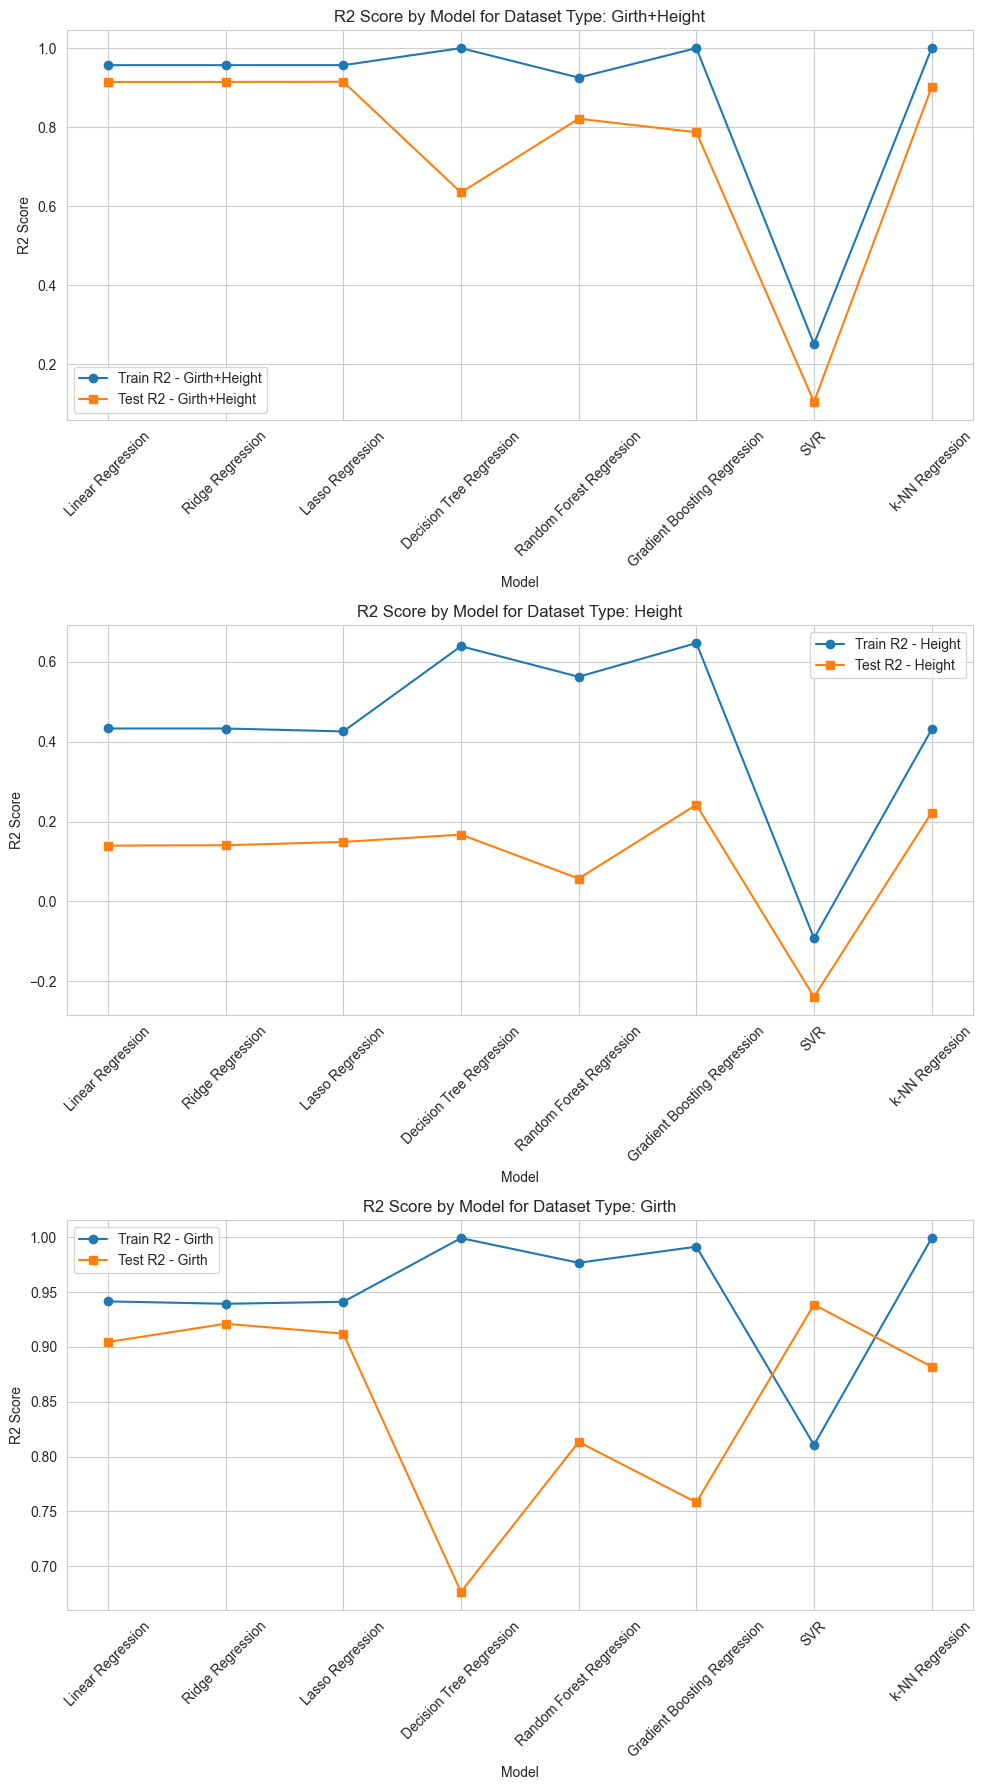 R2 Score by Model for Dataset Type: Girth+Height
R2 Score
1.0
0.8
0.6
0.4
0.2
Train R2 - Girth+Height
Test R2 - Girth+Height
Linear Regression
Ridge Regression
Lasso Regression
Decision Tree Regression
Random Forest Regression
Gradient Boosting Regression
SVR
k-NN Regression
Model
R2 Score by Model for Dataset Type: Height
R2 Score
0.6
0.4
0.2
0.0
−0.2
Train R2 - Height
Test R2 - Height
Linear Regression
Ridge Regression
Lasso Regression
Decision Tree Regression
Random Forest Regression
Gradient Boosting Regression
SVR
k-NN Regression
Model
R2 Score by Model for Dataset Type: Girth
R2 Score
1.00
0.95
0.90
0.85
0.80
0.75
0.70
Train R2 - Girth
Test R2 - Girth
Linear Regression
Ridge Regression
Lasso Regression
Decision Tree Regression
Random Forest Regression
Gradient Boosting Regression
SVR
k-NN Regression
Model